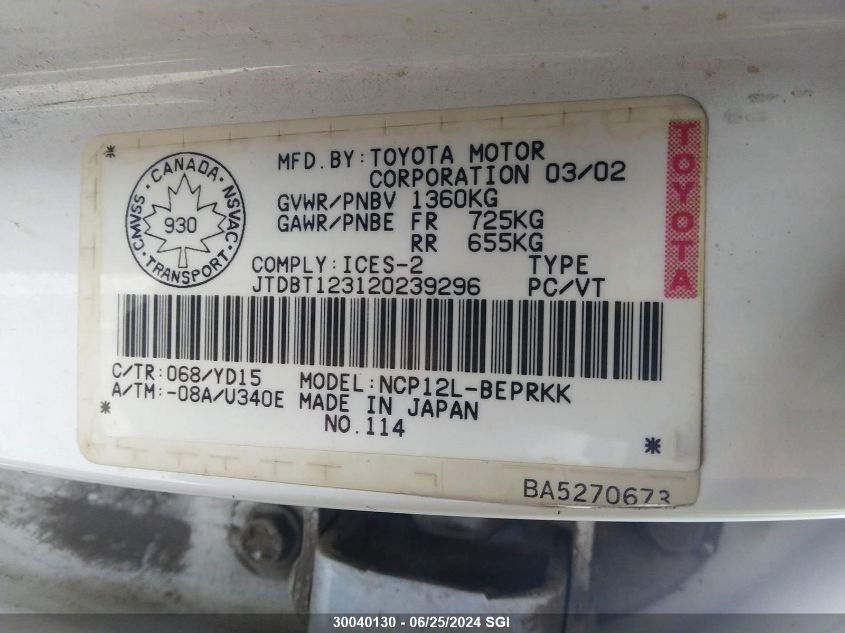 CANADA · NSVAC · TRANSPORT · CMVSS
930
MFD.BY:TOYOTA MOTOR
CORPORATION 03/02
GVWR/PNBV 1360KG
GAWR/PNBE FR 725KG
RR 655KG
COMPLY:ICES-2 TYPE
JTDBT123120239296 PC/VT
TOYOTA
C/TR:068/YD15 MODEL:NCP12L-BEPRKK
A/TM:-08A/U340E MADE IN JAPAN
NO.114
BA5270673
30040130 - 06/25/2024 SGI